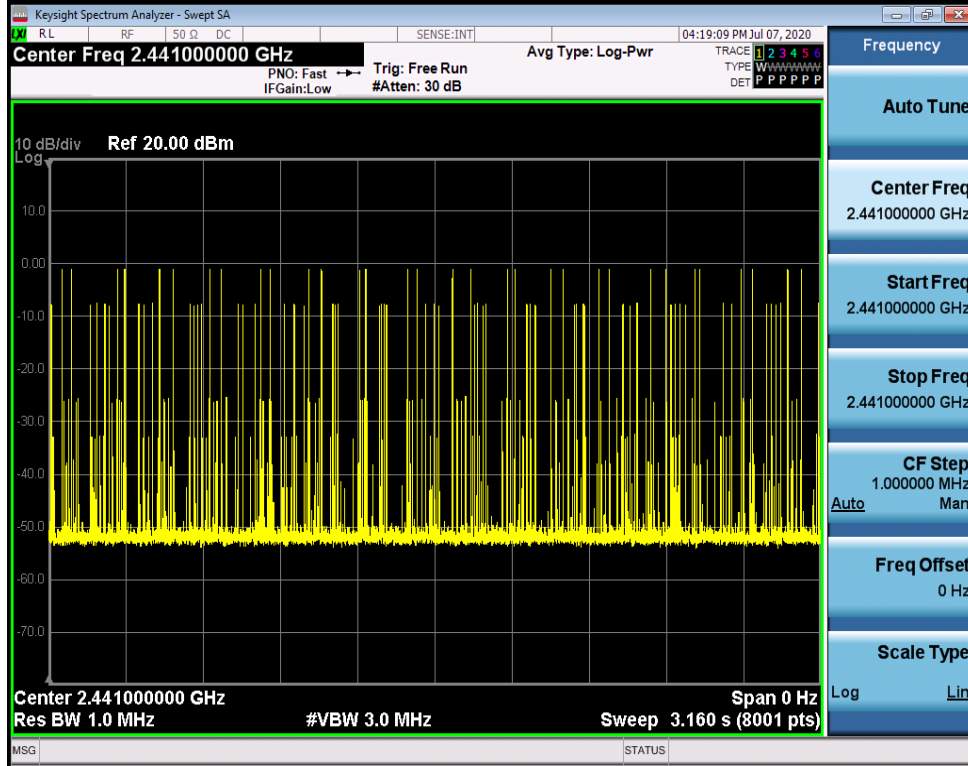 Keysight Spectrum Analyzer - Swept SA
LXI RL RF 50 Ω DC SENSE:INT 04:19:09 PM Jul 07, 2020
Center Freq 2.441000000 GHz
PNO: Fast
IFGain:Low
Trig: Free Run
#Atten: 30 dB
Avg Type: Log-Pwr
TRACE 1 2 3 4 5 6
TYPE WWWWWW
DET P P P P P P
10 dB/div Ref 20.00 dBm
Log
10.0
0.00
-10.0
-20.0
-30.0
-40.0
-50.0
-60.0
-70.0
Center 2.441000000 GHz Span 0 Hz
Res BW 1.0 MHz #VBW 3.0 MHz Sweep 3.160 s (8001 pts)
MSG STATUS
Frequency
Auto Tune
Center Freq
2.441000000 GHz
Start Freq
2.441000000 GHz
Stop Freq
2.441000000 GHz
CF Step
1.000000 MHz
Auto Man
Freq Offset
0 Hz
Scale Type
Log Lin